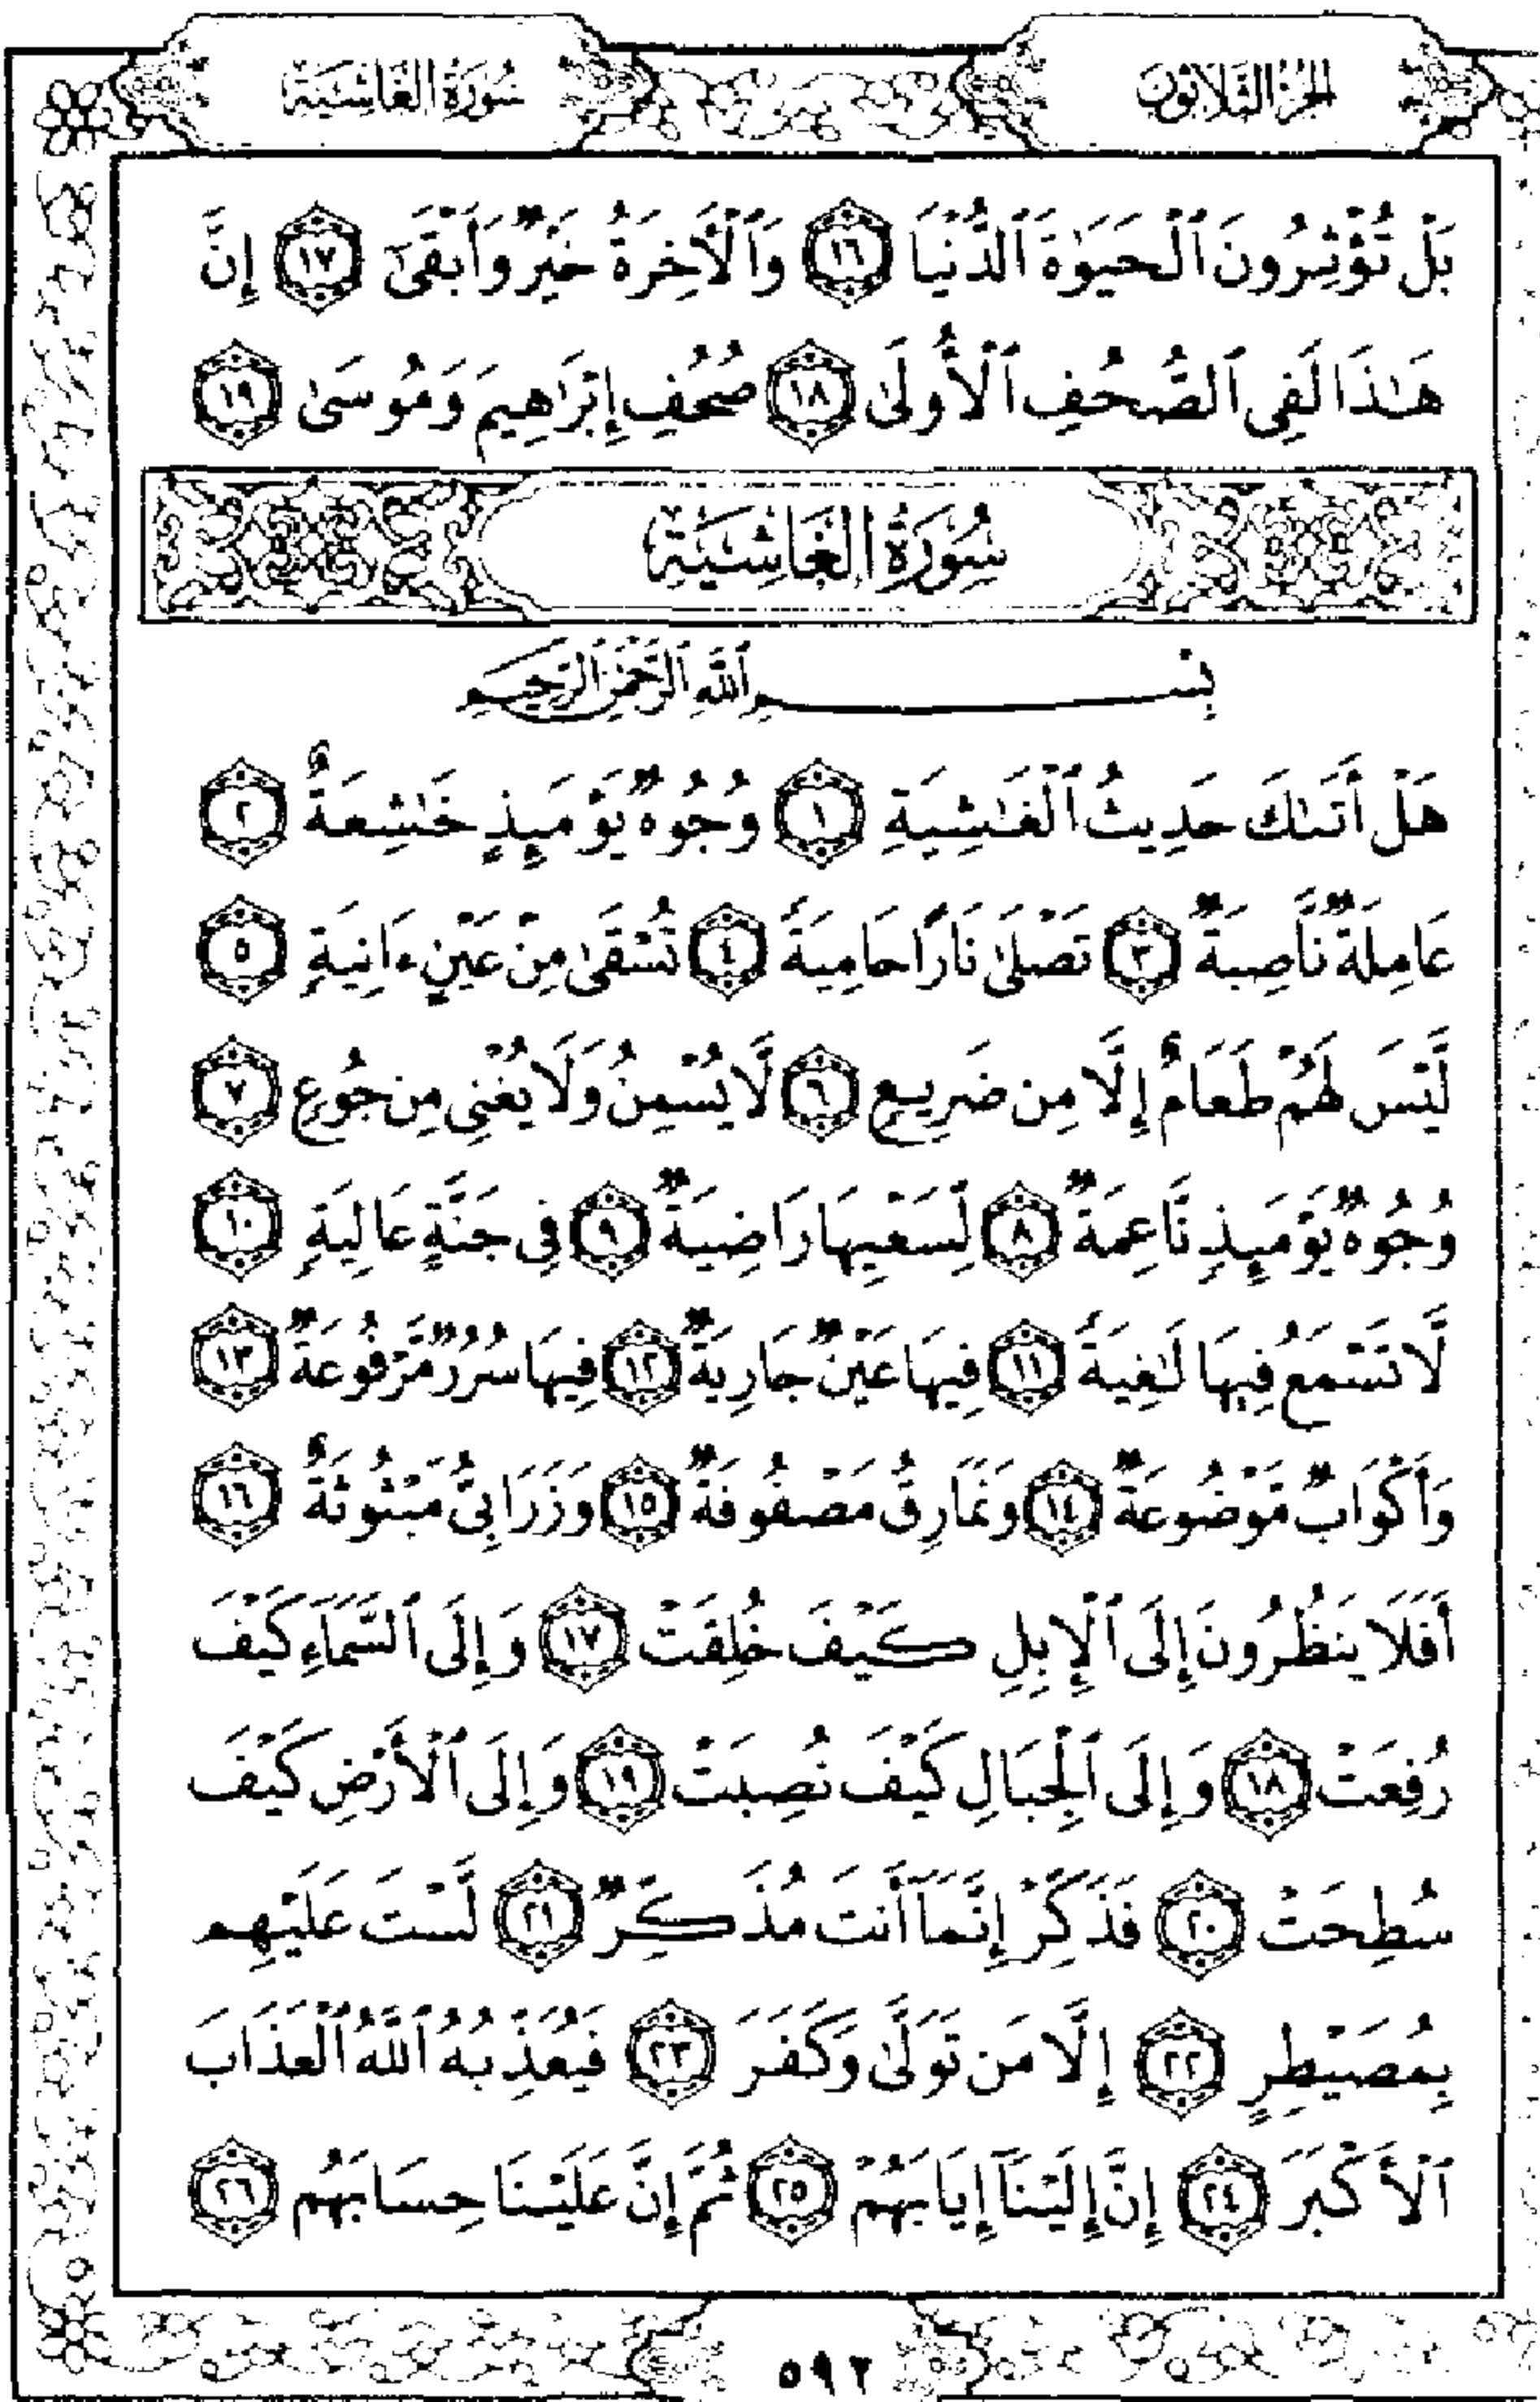 الجزء الثلاثون
سورة الغاشية
بَلْ تُؤْثِرُونَ ٱلْحَيَوٰةَ ٱلدُّنْيَا ١٦ وَٱلْأَخِرَةُ خَيْرٌ وَأَبْقَىٰٓ ١٧ إِنَّ
هَـٰذَا لَفِى ٱلصُّحُفِ ٱلْأُولَىٰ ١٨ صُحُفِ إِبْرَٰهِيمَ وَمُوسَىٰ ١٩
سُورَةُ الْغَاشِيَةِ
بِسْمِ ٱللَّهِ ٱلرَّحْمَٰنِ ٱلرَّحِيمِ
هَلْ أَتَىٰكَ حَدِيثُ ٱلْغَٰشِيَةِ ١ وُجُوهٌ يَوْمَئِذٍ خَٰشِعَةٌ ٢
عَامِلَةٌ نَّاصِبَةٌ ٣ تَصْلَىٰ نَارًا حَامِيَةً ٤ تُسْقَىٰ مِنْ عَيْنٍ ءَانِيَةٍ ٥
لَّيْسَ لَهُمْ طَعَامٌ إِلَّا مِن ضَرِيعٍ ٦ لَّا يُسْمِنُ وَلَا يُغْنِى مِن جُوعٍ ٧
وُجُوهٌ يَوْمَئِذٍ نَّاعِمَةٌ ٨ لِّسَعْيِهَا رَاضِيَةٌ ٩ فِى جَنَّةٍ عَالِيَةٍ ١٠
لَّا تَسْمَعُ فِيهَا لَٰغِيَةً ١١ فِيهَا عَيْنٌ جَارِيَةٌ ١٢ فِيهَا سُرُرٌ مَّرْفُوعَةٌ ١٣
وَأَكْوَابٌ مَّوْضُوعَةٌ ١٤ وَنَمَارِقُ مَصْفُوفَةٌ ١٥ وَزَرَابِىُّ مَبْثُوثَةٌ ١٦
أَفَلَا يَنظُرُونَ إِلَى ٱلْإِبِلِ كَيْفَ خُلِقَتْ ١٧ وَإِلَى ٱلسَّمَآءِ كَيْفَ
رُفِعَتْ ١٨ وَإِلَى ٱلْجِبَالِ كَيْفَ نُصِبَتْ ١٩ وَإِلَى ٱلْأَرْضِ كَيْفَ
سُطِحَتْ ٢٠ فَذَكِّرْ إِنَّمَآ أَنتَ مُذَكِّرٌ ٢١ لَّسْتَ عَلَيْهِم
بِمُصَيْطِرٍ ٢٢ إِلَّا مَن تَوَلَّىٰ وَكَفَرَ ٢٣ فَيُعَذِّبُهُ ٱللَّهُ ٱلْعَذَابَ
ٱلْأَكْبَرَ ٢٤ إِنَّ إِلَيْنَآ إِيَابَهُمْ ٢٥ ثُمَّ إِنَّ عَلَيْنَا حِسَابَهُم ٢٦
٥٩٢